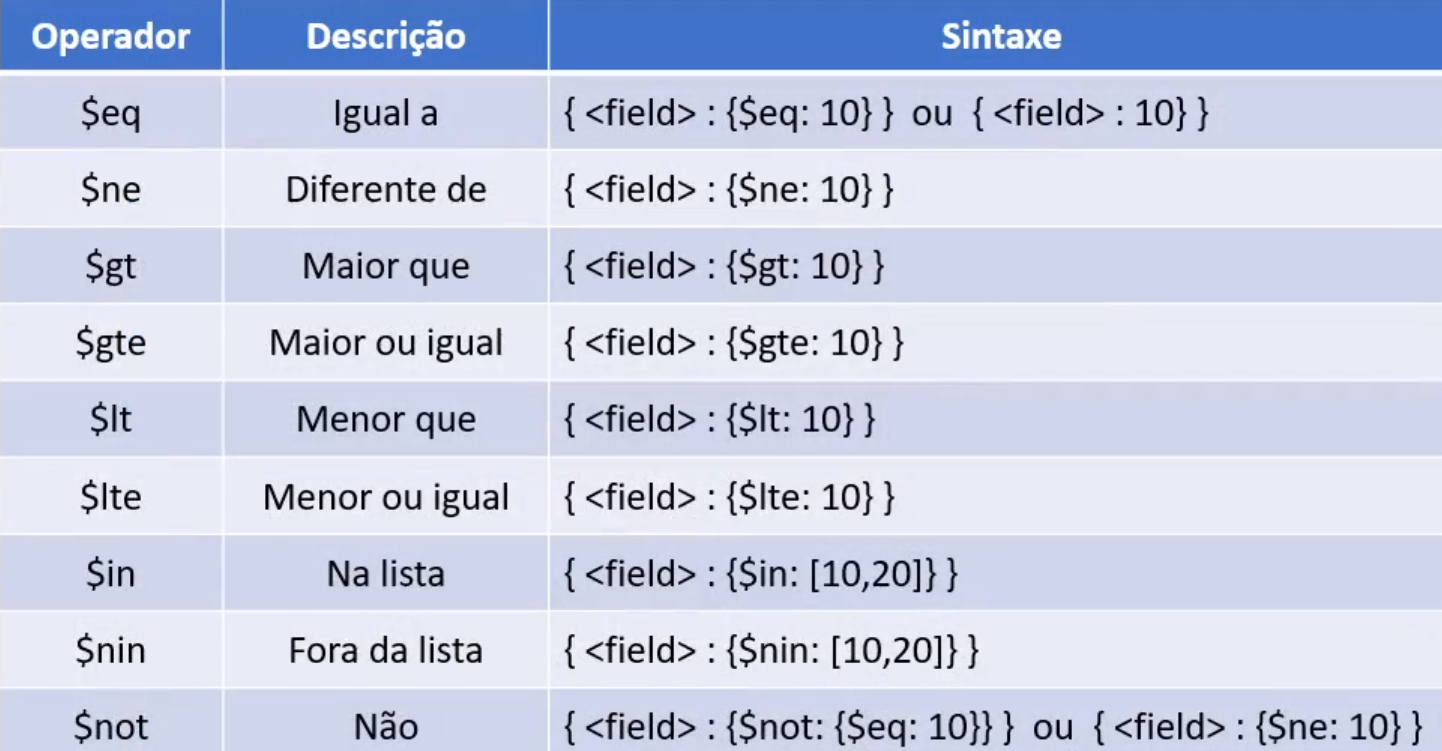 Operador Descrição Sintaxe
$eq Igual a { <field> : {$eq: 10} } ou { <field> : 10} }
$ne Diferente de { <field> : {$ne: 10} }
$gt Maior que { <field> : {$gt: 10} }
$gte Maior ou igual { <field> : {$gte: 10} }
$lt Menor que { <field> : {$lt: 10} }
$lte Menor ou igual { <field> : {$lte: 10} }
$in Na lista { <field> : {$in: [10,20]} }
$nin Fora da lista { <field> : {$nin: [10,20]} }
$not Não { <field> : {$not: {$eq: 10}} } ou { <field> : {$ne: 10} }